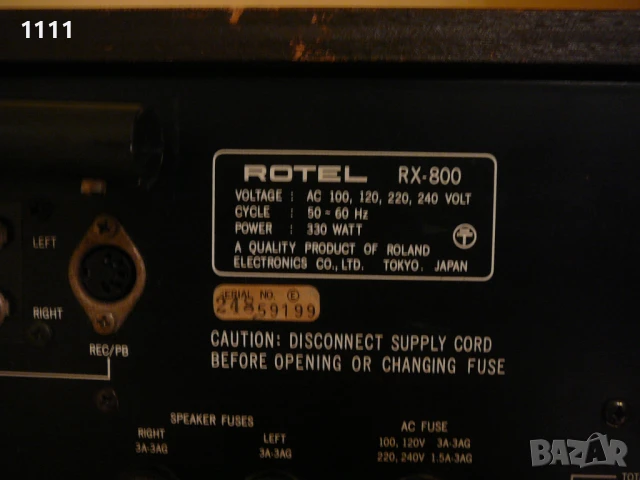 1111
ROTEL RX-800
VOLTAGE : AC 100, 120, 220, 240 VOLT
CYCLE : 50 ~ 60 Hz
POWER : 330 WATT
A QUALITY PRODUCT OF ROLAND
ELECTRONICS CO., LTD. TOKYO. JAPAN
T
LEFT
RIGHT
REC/PB
SERIAL NO. E
24859199
CAUTION: DISCONNECT SUPPLY CORD
BEFORE OPENING OR CHANGING FUSE
SPEAKER FUSES
RIGHT
3A-3AG
LEFT
3A-3AG
AC FUSE
100, 120V 3A-3AG
220, 240V 1.5A-3AG
BAZAR